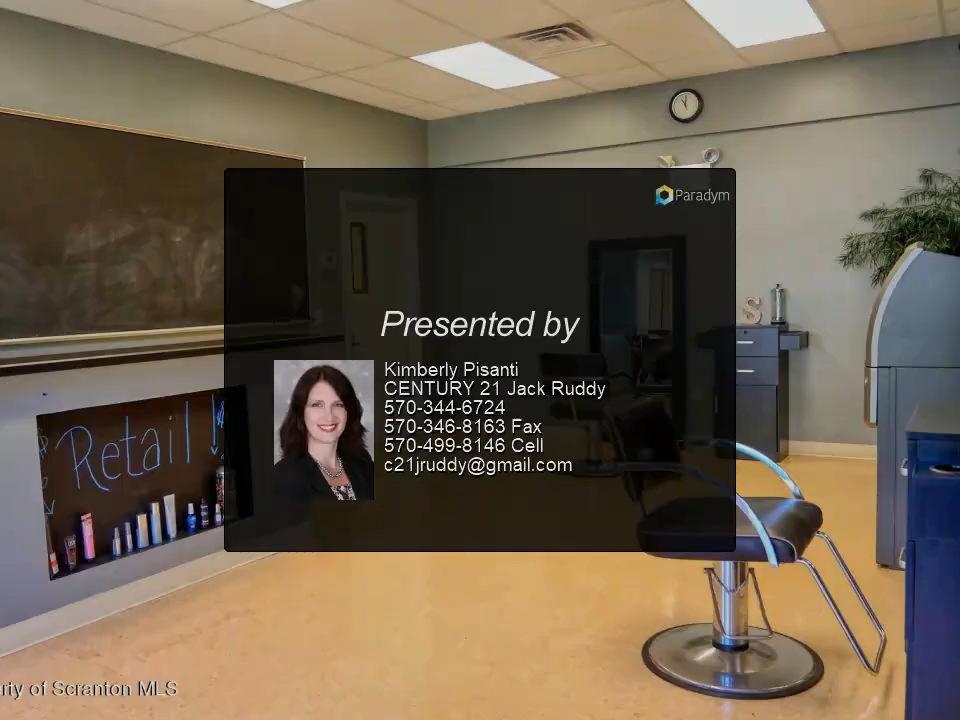 Paradym
Presented by
Kimberly Pisanti
CENTURY 21 Jack Ruddy
570-344-6724
570-346-8163 Fax
570-499-8146 Cell
c21jruddy@gmail.com
S
Retail
of Scranton MLS